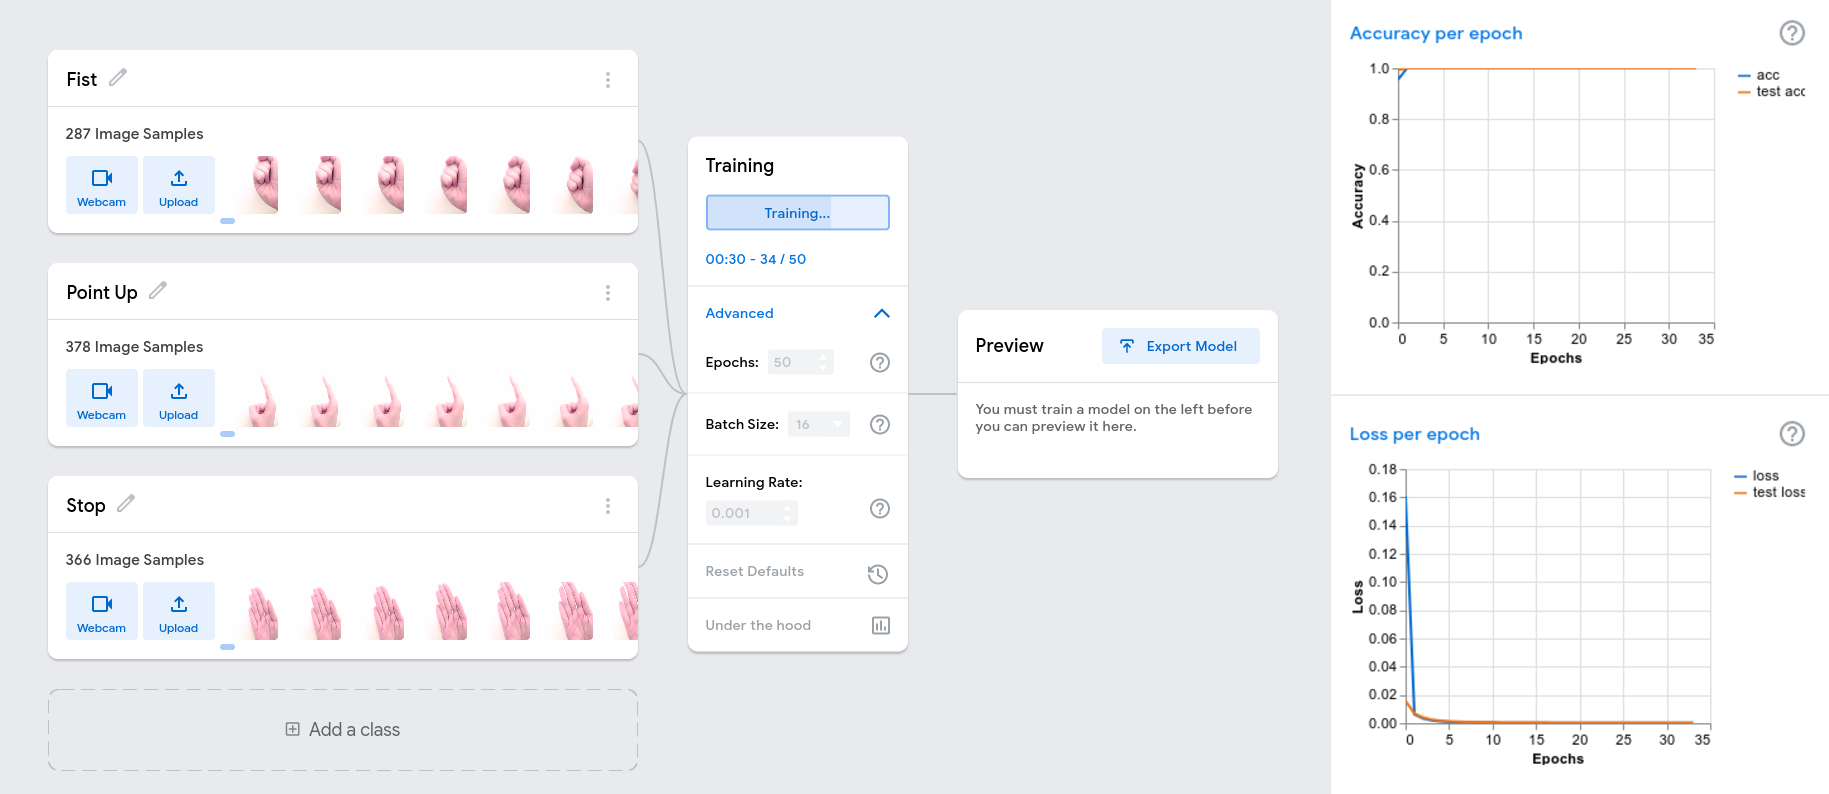 Fist
287 Image Samples
Webcam
Upload
Point Up
378 Image Samples
Webcam
Upload
Stop
366 Image Samples
Webcam
Upload
Add a class
Training
Training...
00:30 - 34 / 50
Advanced
Epochs: 50
Batch Size: 16
Learning Rate:
0.001
Reset Defaults
Under the hood
Preview
Export Model
You must train a model on the left before
you can preview it here.
Accuracy per epoch
1.0
0.8
0.6
0.4
0.2
0.0
Accuracy
0 5 10 15 20 25 30 35
Epochs
acc
test acc
Loss per epoch
0.18
0.16
0.14
0.12
0.10
0.08
0.06
0.04
0.02
0.00
Loss
0 5 10 15 20 25 30 35
Epochs
loss
test loss